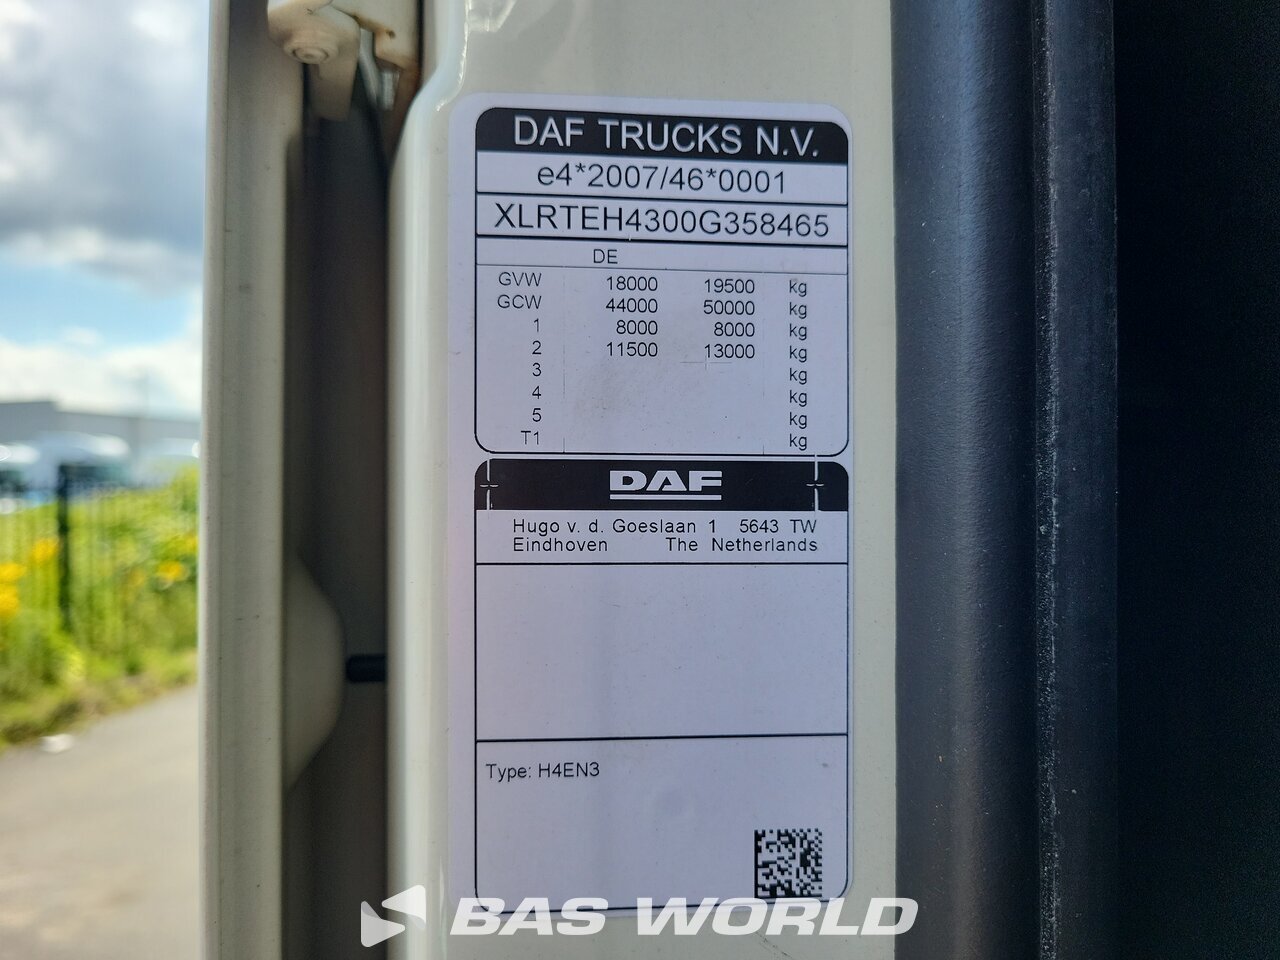 DAF TRUCKS N.V.
e4*2007/46*0001
XLRTEH4300G358465
DE
GVW 18000 19500 kg
GCW 44000 50000 kg
1 8000 8000 kg
2 11500 13000 kg
3 kg
4 kg
5 kg
T1 kg
DAF
Hugo v. d. Goeslaan 1 5643 TW
Eindhoven The Netherlands
Type: H4EN3
BAS WORLD